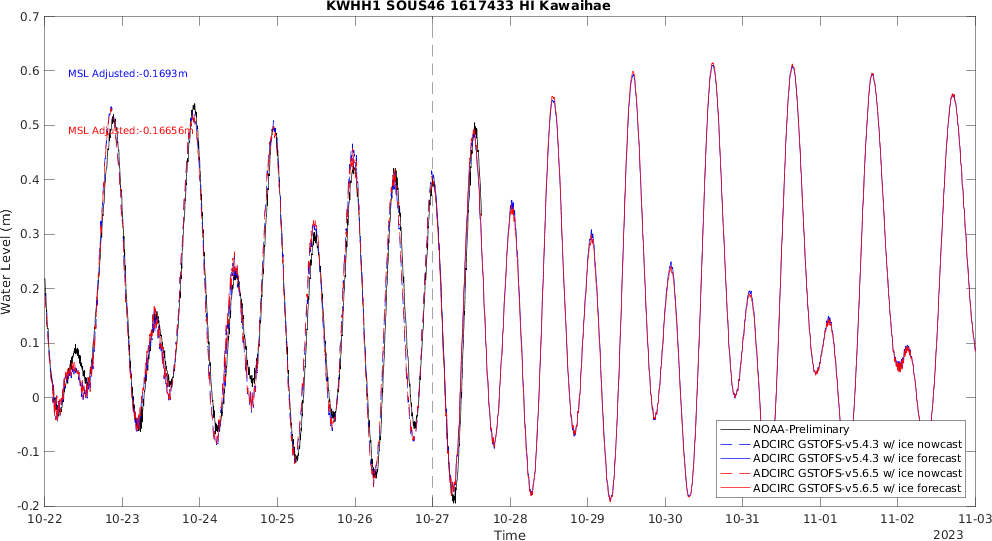 KWHH1 SOUS46 1617433 HI Kawaihae
0.7
0.6
0.5
0.4
0.3
0.2
0.1
0
-0.1
-0.2
Water Level (m)
MSL Adjusted:-0.1693m
MSL Adjusted:-0.16656m
NOAA-Preliminary
ADCIRC GSTOFS-v5.4.3 w/ ice nowcast
ADCIRC GSTOFS-v5.4.3 w/ ice forecast
ADCIRC GSTOFS-v5.6.5 w/ ice nowcast
ADCIRC GSTOFS-v5.6.5 w/ ice forecast
10-22 10-23 10-24 10-25 10-26 10-27 10-28 10-29 10-30 10-31 11-01 11-02 11-03
Time
2023